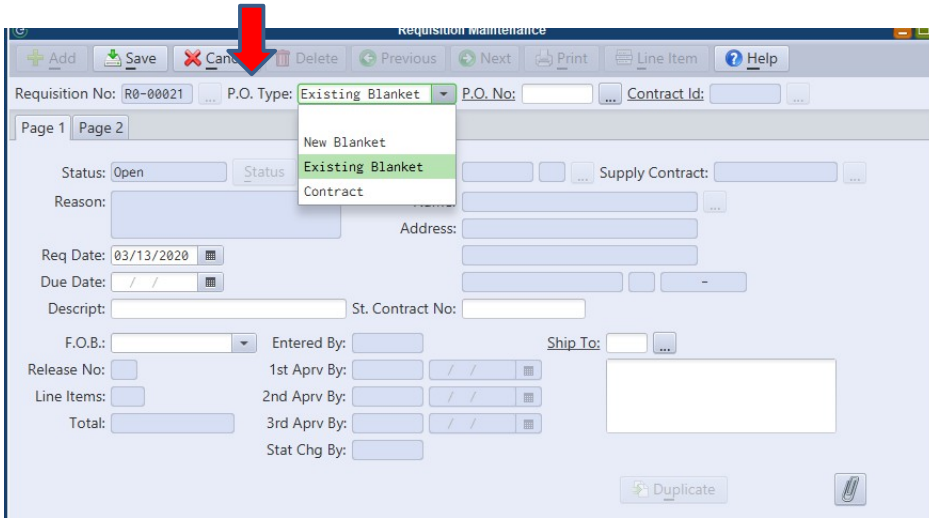 Requisition Maintenance
Add Save Delete Previous Next Print Line Item Help
Requisition No: R0-00021 ... P.O. Type: Existing Blanket P.O. No: ... Contract Id: ...
Page 1 Page 2
New Blanket
Existing Blanket
Contract
Status: Open Status ... Supply Contract: ...
Reason: ...
Address:
Req Date: 03/13/2020
Due Date: / / -
Descript: St. Contract No:
F.O.B.: Entered By: Ship To: ...
Release No: 1st Aprv By: / /
Line Items: 2nd Aprv By: / /
Total: 3rd Aprv By: / /
Stat Chg By:
Duplicate